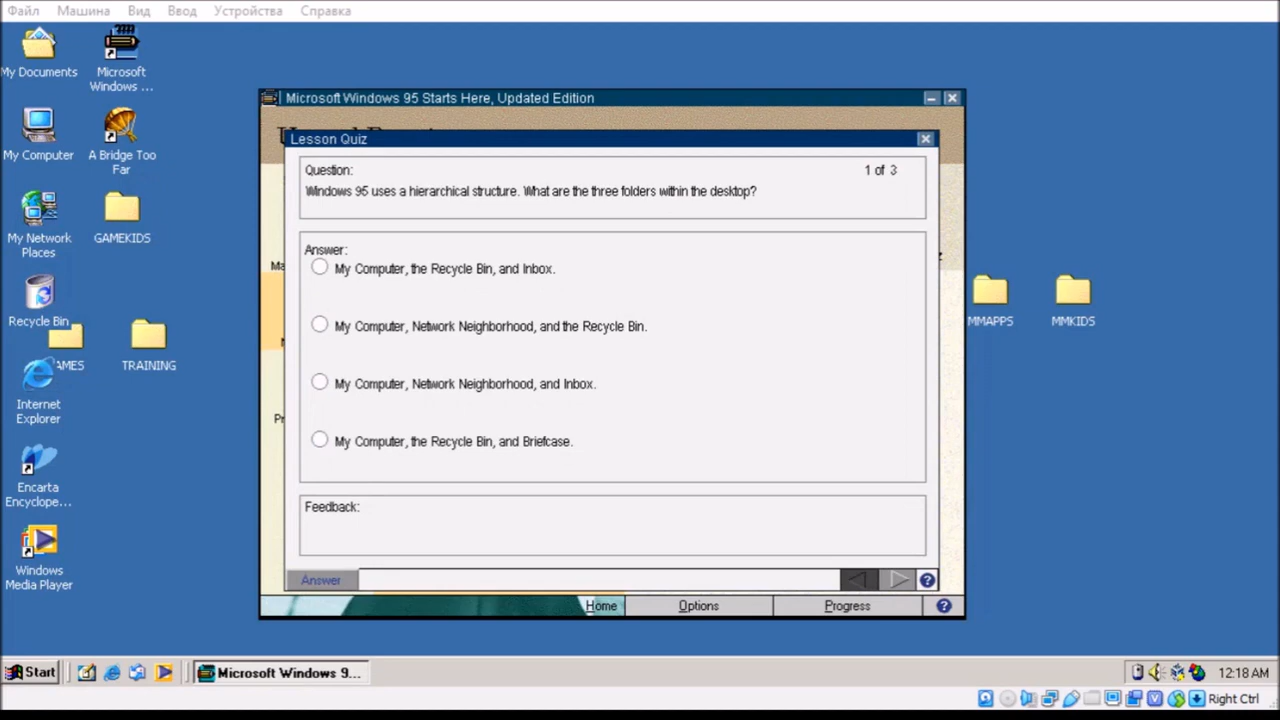 Файл Машина Вид Ввод Устройства Справка
My Documents
Microsoft
Windows ...
My Computer
A Bridge Too
Far
My Network
Places
GAMEKIDS
Recycle Bin
AMES
TRAINING
Internet
Explorer
Encarta
Encyclope...
Windows
Media Player
MMAPPS
MMKIDS
Microsoft Windows 95 Starts Here, Updated Edition
Lesson Quiz
Question:
1 of 3
Windows 95 uses a hierarchical structure. What are the three folders within the desktop?
Answer:
My Computer, the Recycle Bin, and Inbox.
My Computer, Network Neighborhood, and the Recycle Bin.
My Computer, Network Neighborhood, and Inbox.
My Computer, the Recycle Bin, and Briefcase.
Feedback:
Answer
Home Options Progress
Start
Microsoft Windows 9...
12:18 AM
Right Ctrl